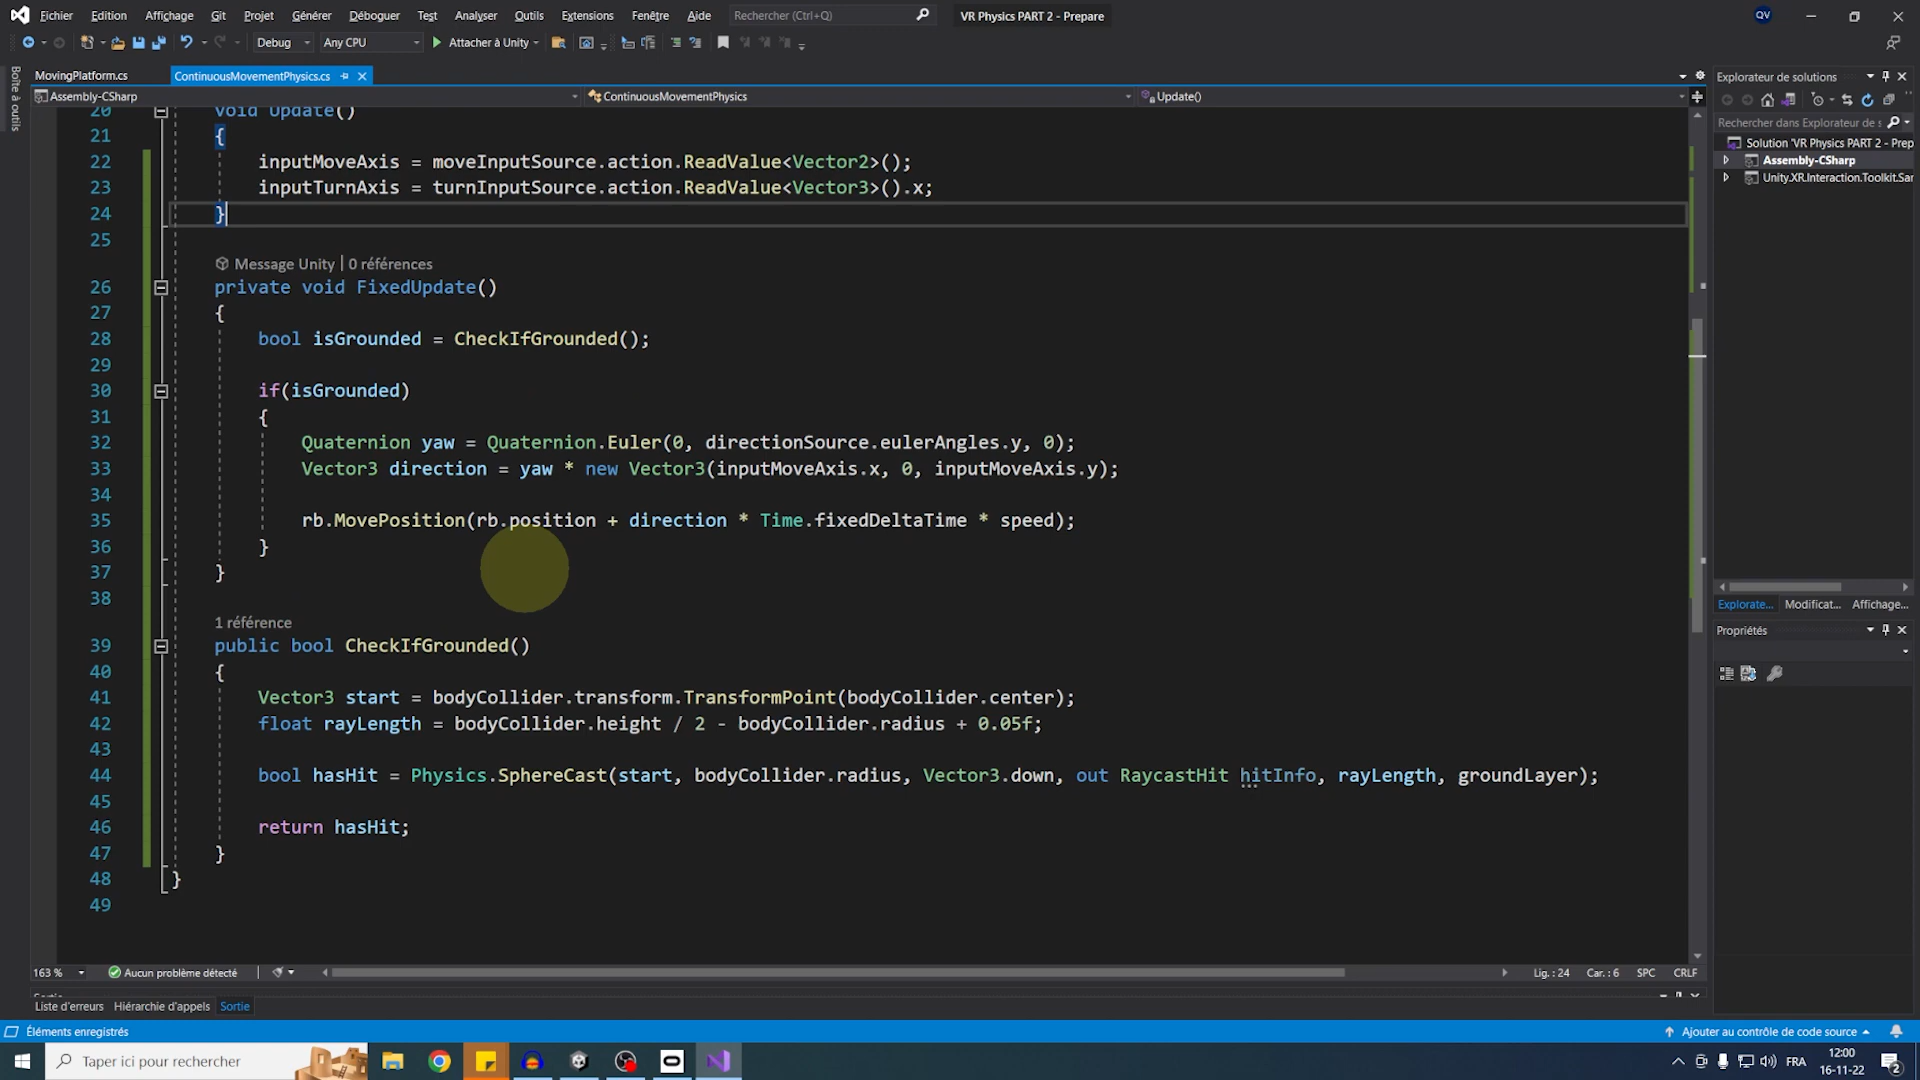 Fichier Edition Affichage Git Projet Générer Déboguer Test Analyser Outils Extensions Fenêtre Aide Rechercher (Ctrl+Q) VR Physics PART 2 - Prepare QV
Debug Any CPU Attacher à Unity
Boîte à outils
MovingPlatform.cs ContinuousMovementPhysics.cs
Assembly-CSharp ContinuousMovementPhysics Update()
20 void Update()
21 {
22 inputMoveAxis = moveInputSource.action.ReadValue<Vector2>();
23 inputTurnAxis = turnInputSource.action.ReadValue<Vector3>().x;
24 }
25
Message Unity | 0 références
26 private void FixedUpdate()
27 {
28 bool isGrounded = CheckIfGrounded();
29
30 if(isGrounded)
31 {
32 Quaternion yaw = Quaternion.Euler(0, directionSource.eulerAngles.y, 0);
33 Vector3 direction = yaw * new Vector3(inputMoveAxis.x, 0, inputMoveAxis.y);
34
35 rb.MovePosition(rb.position + direction * Time.fixedDeltaTime * speed);
36 }
37 }
38
1 référence
39 public bool CheckIfGrounded()
40 {
41 Vector3 start = bodyCollider.transform.TransformPoint(bodyCollider.center);
42 float rayLength = bodyCollider.height / 2 - bodyCollider.radius + 0.05f;
43
44 bool hasHit = Physics.SphereCast(start, bodyCollider.radius, Vector3.down, out RaycastHit hitInfo, rayLength, groundLayer);
45
46 return hasHit;
47 }
48 }
49
163 % Aucun problème détecté Lig.: 24 Car.: 6 SPC CRLF
Liste d'erreurs Hiérarchie d'appels Sortie
Explorateur de solutions
Rechercher dans Explorateur de s
Solution 'VR Physics PART 2 - Prep
Assembly-CSharp
Unity.XR.Interaction.Toolkit.Sar
Explorate... Modificat... Affichage...
Propriétés
Éléments enregistrés Ajouter au contrôle de code source
Taper ici pour rechercher FRA 12:00
16-11-22 2